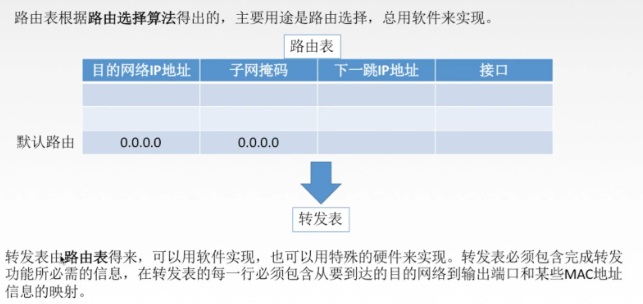 路由表根据路由选择算法得出的，主要用途是路由选择，总用软件来实现。
路由表
目的网络IP地址 子网掩码 下一跳IP地址 接口
默认路由 0.0.0.0 0.0.0.0
转发表
转发表由路由表得来，可以用软件实现，也可以用特殊的硬件来实现。转发表必须包含完成转发
功能所必需的信息，在转发表的每一行必须包含从要到达的目的网络到输出端口和某些MAC地址
信息的映射。